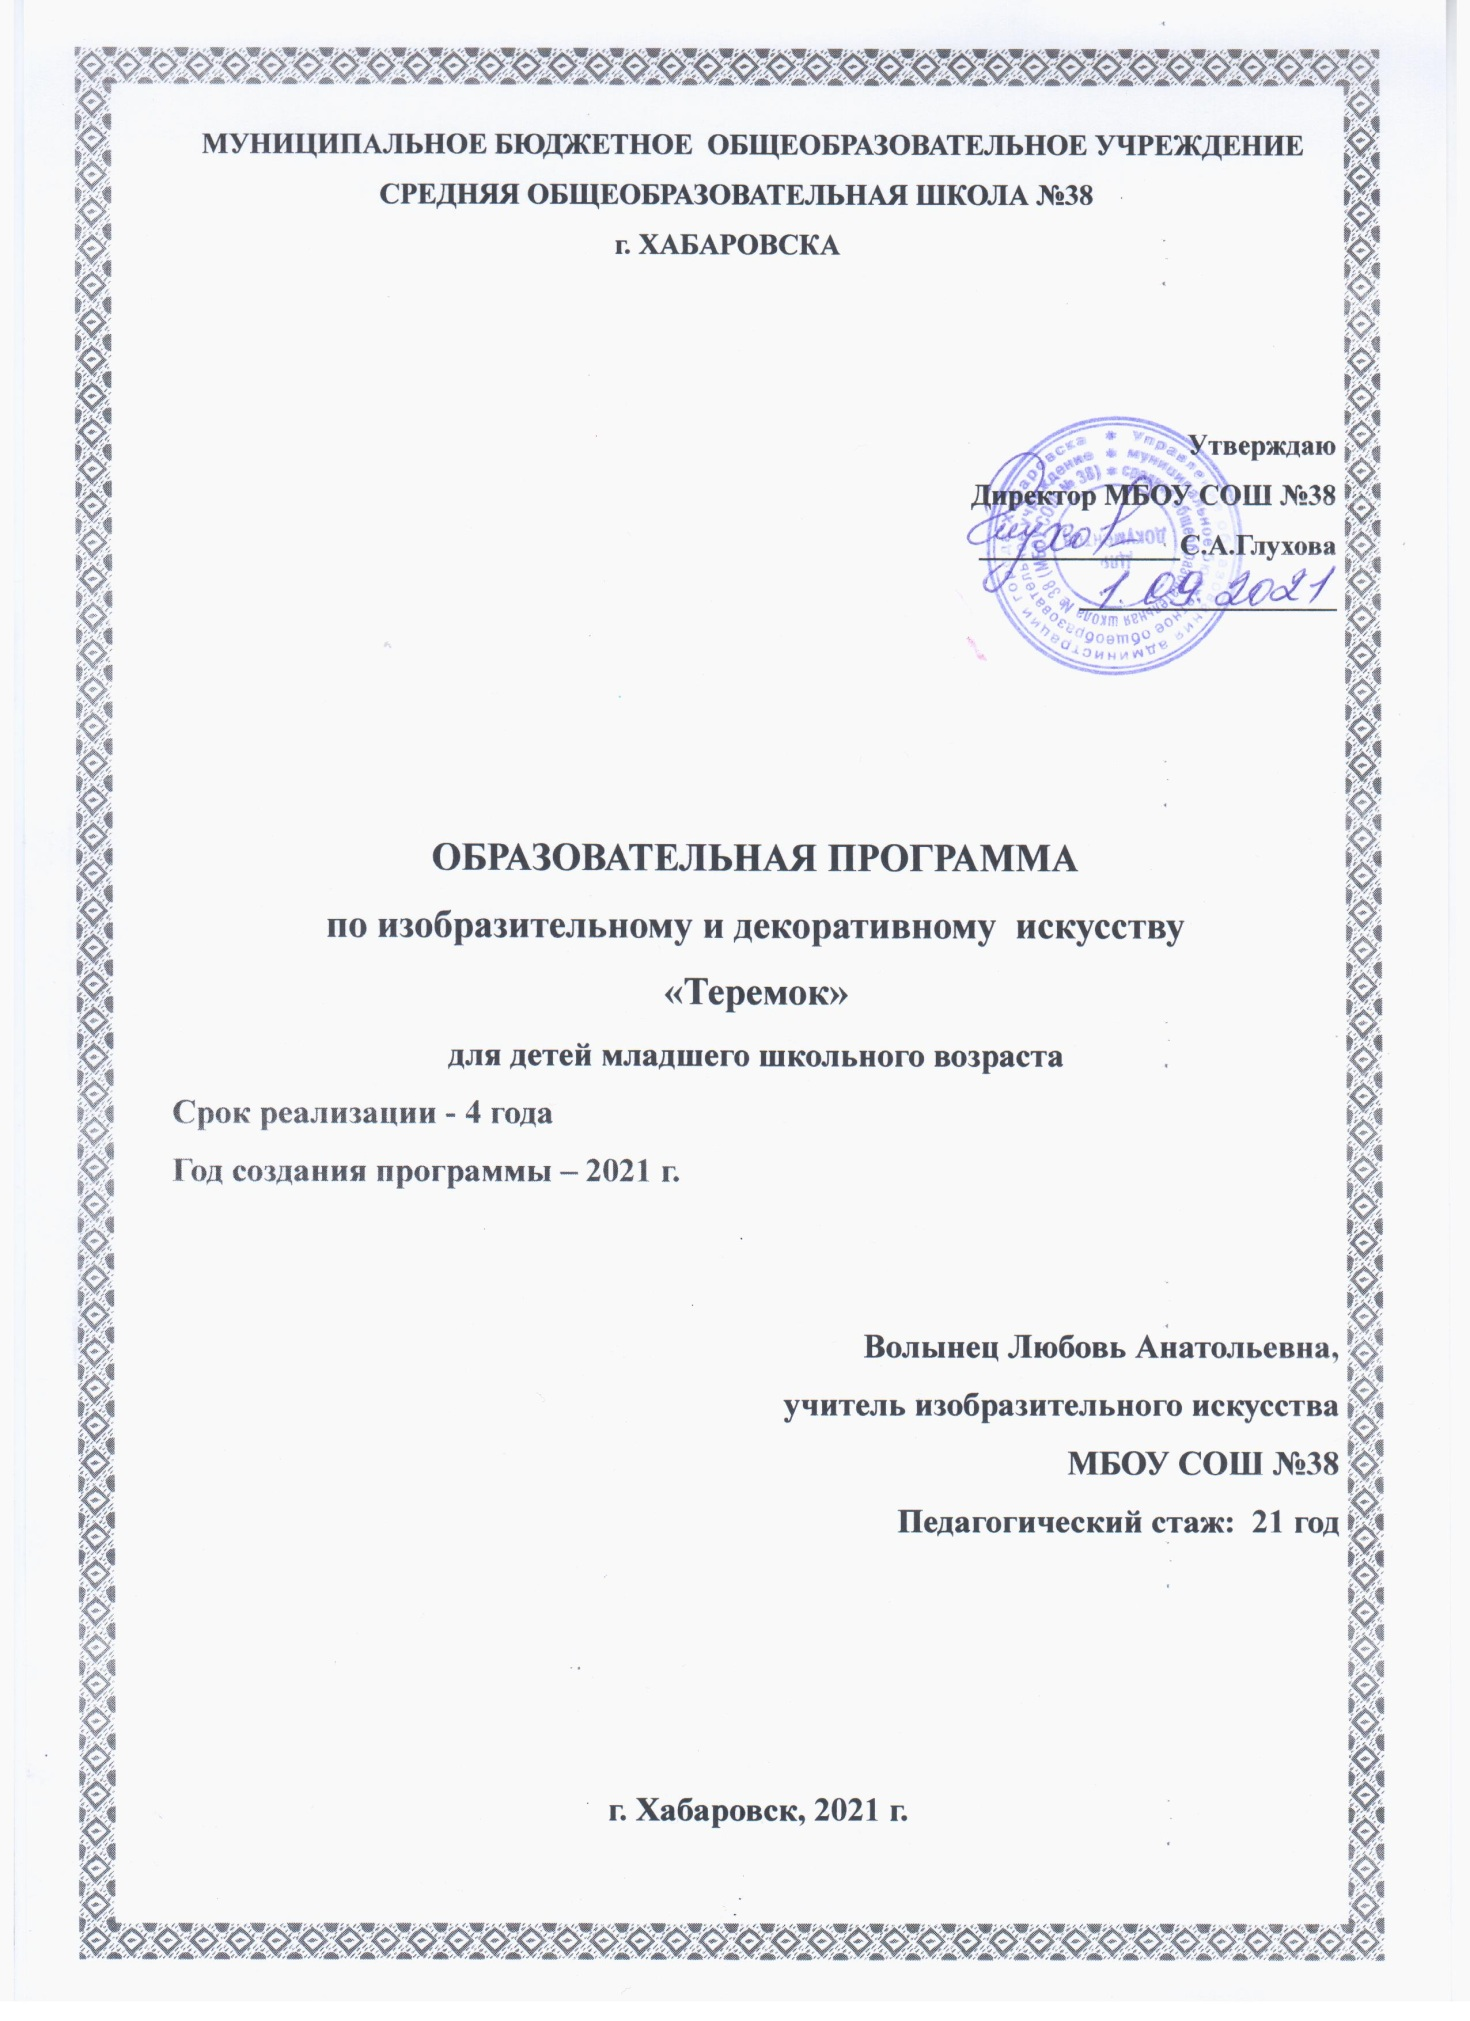 МУНИЦИПАЛЬНОЕ БЮДЖЕТНОЕ ОБЩЕОБРАЗОВАТЕЛЬНОЕ УЧРЕЖДЕНИЕ
СРЕДНЯЯ ОБЩЕОБРАЗОВАТЕЛЬНАЯ ШКОЛА №38
г. ХАБАРОВСКА
Утверждаю
Директор МБОУ СОШ №38
С.А.Глухова
1. 09. 2021
ОБРАЗОВАТЕЛЬНАЯ ПРОГРАММА
по изобразительному и декоративному искусству
«Теремок»
для детей младшего школьного возраста
Срок реализации - 4 года
Год создания программы – 2021 г.
Волынец Любовь Анатольевна,
учитель изобразительного искусства
МБОУ СОШ №38
Педагогический стаж: 21 год
г. Хабаровск, 2021 г.